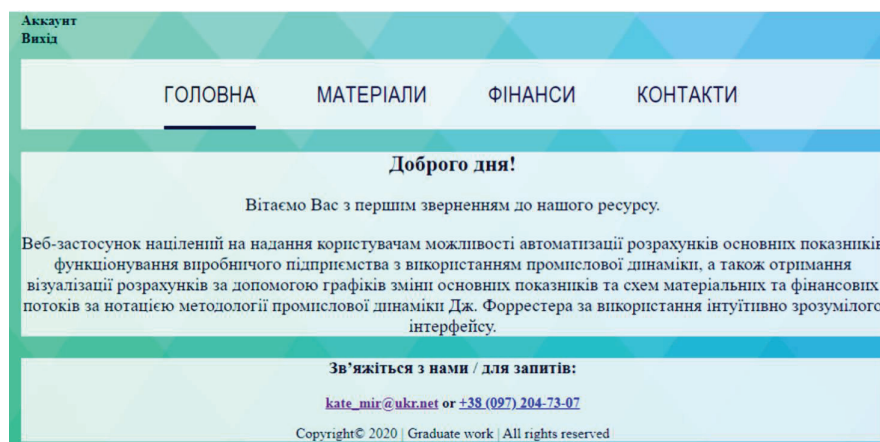 Аккаунт
Вихід
ГОЛОВНА МАТЕРІАЛИ ФІНАНСИ КОНТАКТИ
Доброго дня!
Вітаємо Вас з першим зверненням до нашого ресурсу.
Веб-застосунок націлений на надання користувачам можливості автоматизації розрахунків основних показників
функціонування виробничого підприємства з використанням промислової динаміки, а також отримання
візуалізації розрахунків за допомогою графіків зміни основних показників та схем матеріальних та фінансових
потоків за нотацією методології промислової динаміки Дж. Форрестера за використання інтуїтивно зрозумілого
інтерфейсу.
Зв'яжіться з нами / для запитів:
kate_mir@ukr.net or +38 (097) 204-73-07
Copyright© 2020 | Graduate work | All rights reserved